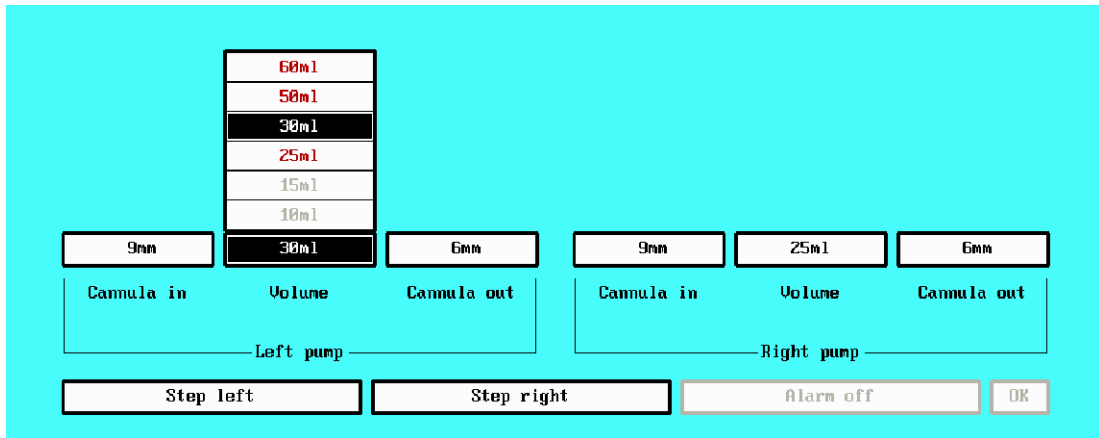 60ml
50ml
30ml
25ml
15ml
10ml
9mm 30ml 6mm 9mm 25ml 6mm
Cannula in Volume Cannula out Cannula in Volume Cannula out
Left pump Right pump
Step left Step right Alarm off OK